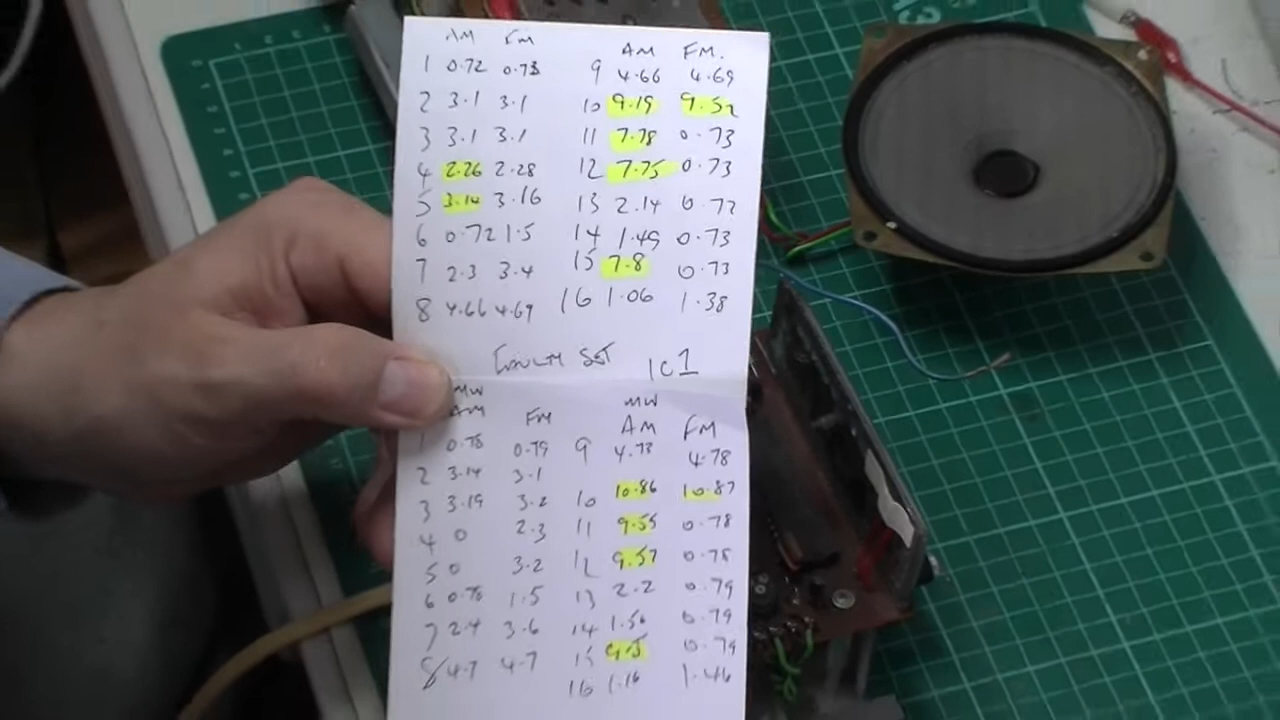 AM FM AM FM.
1 0.72 0.73 9 4.66 4.69
2 3.1 3.1 10 9.19 9.52
3 3.1 3.1 11 7.78 0.73
4 2.26 2.28 12 7.75 0.73
5 3.16 13 2.14 0.72
6 0.72 1.5 14 1.49 0.73
7 2.3 3.4 15 7.8 0.73
8 4.66 4.69 16 1.06 1.38
SET IC1
MW MW
AM FM AM FM
1 0.78 0.79 9 4.73 4.78
2 3.14 3.1
3 3.19 3.2 10 10.86 10.87
4 0 2.3 11 9.55 0.78
5 0 3.2 12 9.57 0.78
6 0.78 1.5 13 2.2 0.79
7 2.4 3.6 14 1.56 0.79
8 4.7 4.7 15 9.5 0.79
16 1.16 1.46